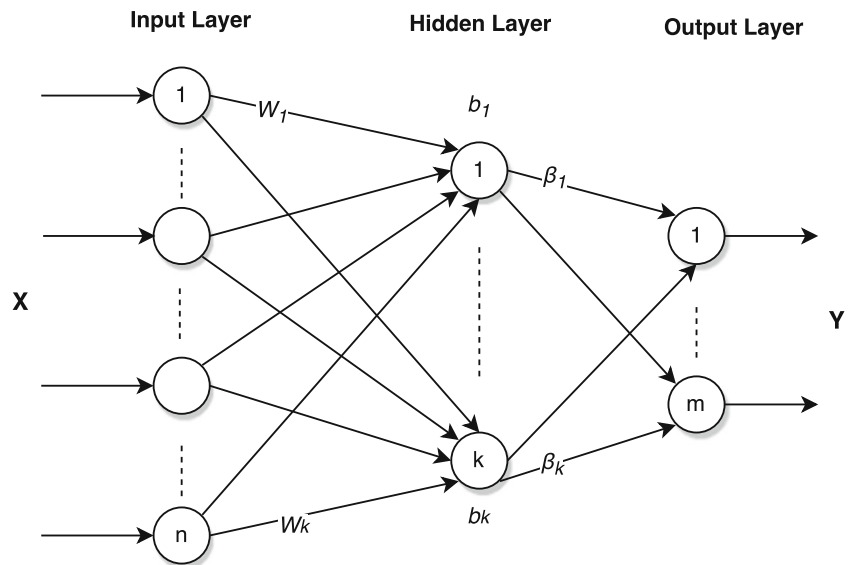 Input Layer
Hidden Layer
Output Layer
1
W1
b1
1
β1
1
X
Y
m
k
βk
n
Wk
bk